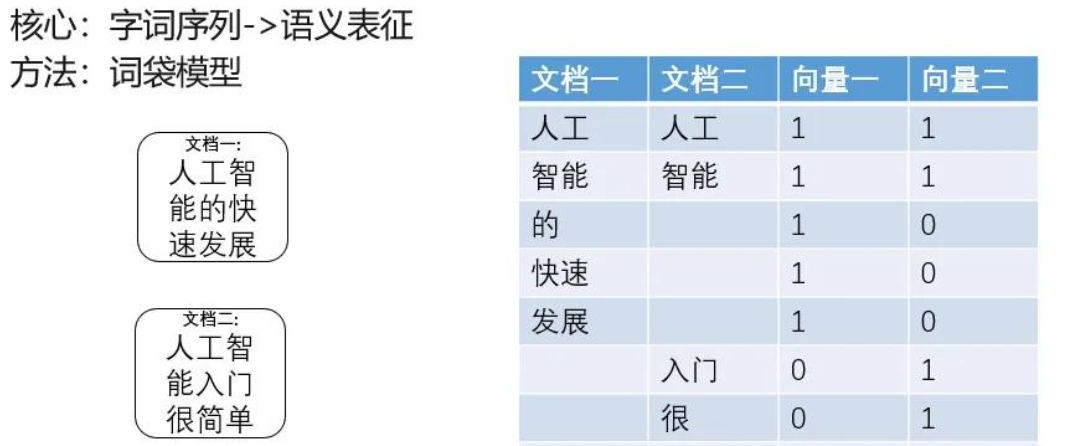 核心：字词序列->语义表征
方法：词袋模型
文档一:
人工智
能的快
速发展
文档二:
人工智
能入门
很简单
文档一 文档二 向量一 向量二
人工 人工 1 1
智能 智能 1 1
的 1 0
快速 1 0
发展 1 0
入门 0 1
很 0 1